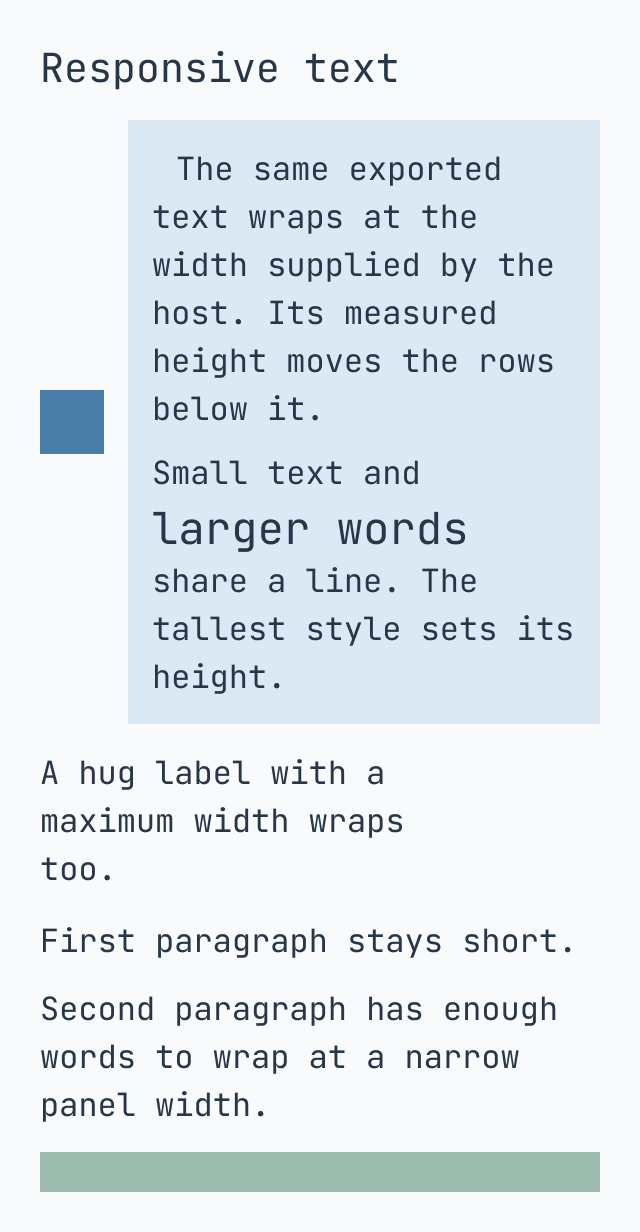 Responsive text
The same exported
text wraps at the
width supplied by the
host. Its measured
height moves the rows
below it.
Small text and
larger words
share a line. The
tallest style sets its
height.
A hug label with a
maximum width wraps
too.
First paragraph stays short.
Second paragraph has enough
words to wrap at a narrow
panel width.